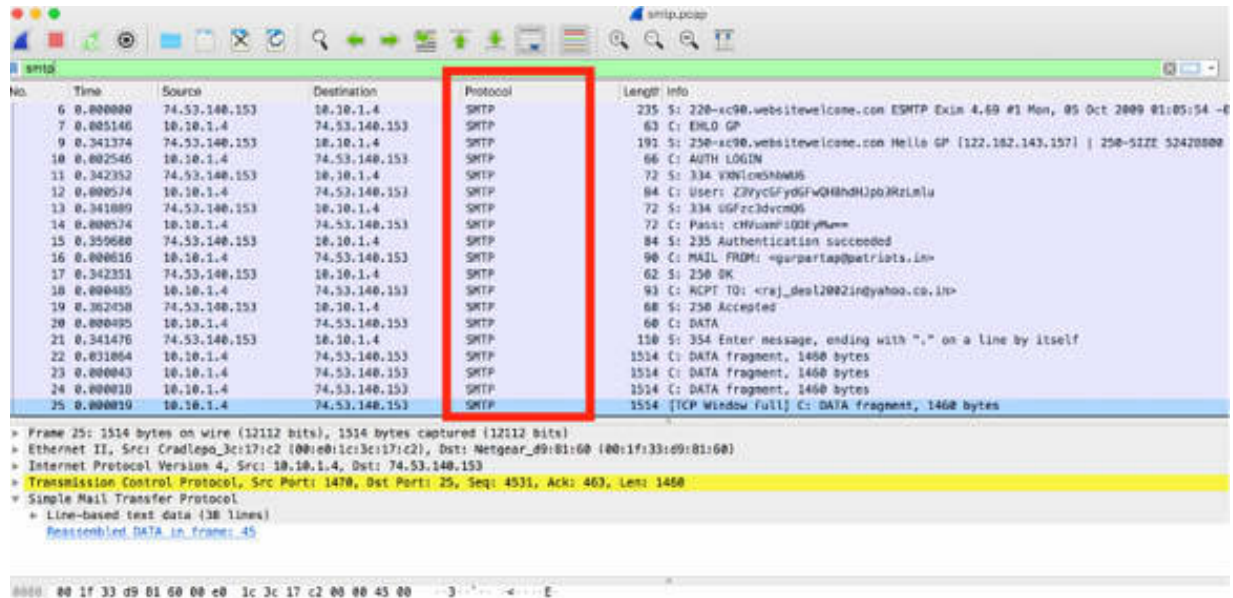 smtp.pcap
smtp
No. Time Source Destination Protocol Length Info
6 0.000000 74.53.140.153 10.10.1.4 SMTP 235 S: 220-xc90.websitewelcome.com ESMTP Exim 4.69 #1 Mon, 05 Oct 2009 01:05:54
7 0.005146 10.10.1.4 74.53.140.153 SMTP 63 C: EHLO GP
9 0.341374 74.53.140.153 10.10.1.4 SMTP 191 S: 250-xc90.websitewelcome.com Hello GP [122.162.143.157] | 250-SIZE 52428800
10 0.002546 10.10.1.4 74.53.140.153 SMTP 66 C: AUTH LOGIN
11 0.342352 74.53.140.153 10.10.1.4 SMTP 72 S: 334 VXNlcm5hbWU6
12 0.000574 10.10.1.4 74.53.140.153 SMTP 84 C: User:
13 0.341089 74.53.140.153 10.10.1.4 SMTP 72 S: 334 UGFzc3dvcmQ6
14 0.000574 10.10.1.4 74.53.140.153 SMTP 72 C: Pass:
15 0.359680 74.53.140.153 10.10.1.4 SMTP 84 S: 235 Authentication succeeded
16 0.000616 10.10.1.4 74.53.140.153 SMTP 90 C: MAIL FROM: <gurpartap@patriots.in>
17 0.342351 74.53.140.153 10.10.1.4 SMTP 62 S: 250 OK
18 0.000485 10.10.1.4 74.53.140.153 SMTP 93 C: RCPT TO: <raj_deol2002in@yahoo.co.in>
19 0.362458 74.53.140.153 10.10.1.4 SMTP 68 S: 250 Accepted
20 0.000495 10.10.1.4 74.53.140.153 SMTP 60 C: DATA
21 0.341476 74.53.140.153 10.10.1.4 SMTP 110 S: 354 Enter message, ending with "." on a line by itself
22 0.031064 10.10.1.4 74.53.140.153 SMTP 1514 C: DATA fragment, 1460 bytes
23 0.000043 10.10.1.4 74.53.140.153 SMTP 1514 C: DATA fragment, 1460 bytes
24 0.000018 10.10.1.4 74.53.140.153 SMTP 1514 C: DATA fragment, 1460 bytes
25 0.000019 10.10.1.4 74.53.140.153 SMTP 1514 [TCP Window Full] C: DATA fragment, 1460 bytes
Frame 25: 1514 bytes on wire (12112 bits), 1514 bytes captured (12112 bits)
Ethernet II, Src: Cradlepo_3c:17:c2 (00:e0:1c:3c:17:c2), Dst: Netgear_d9:81:60 (00:1f:33:d9:81:60)
Internet Protocol Version 4, Src: 10.10.1.4, Dst: 74.53.140.153
Transmission Control Protocol, Src Port: 1470, Dst Port: 25, Seq: 4531, Ack: 463, Len: 1460
Simple Mail Transfer Protocol
Line-based text data (38 lines)
Reassembled DATA in frame: 45
0000 00 1f 33 d9 81 60 00 e0 1c 3c 17 c2 08 00 45 00 ··3··`·· ·<····E·